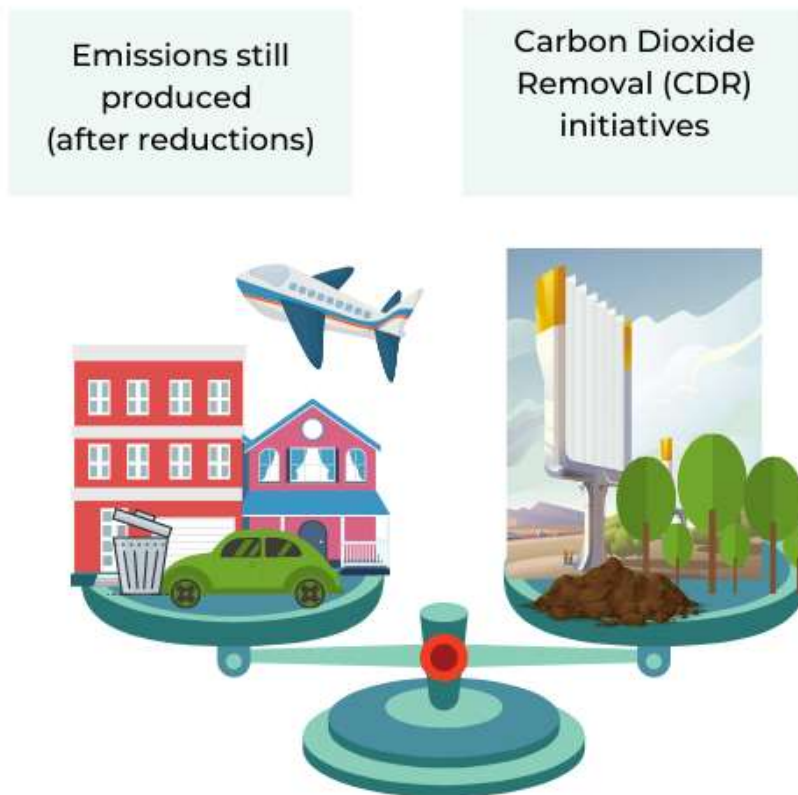 Emissions still
produced
(after reductions)
Carbon Dioxide
Removal (CDR)
initiatives